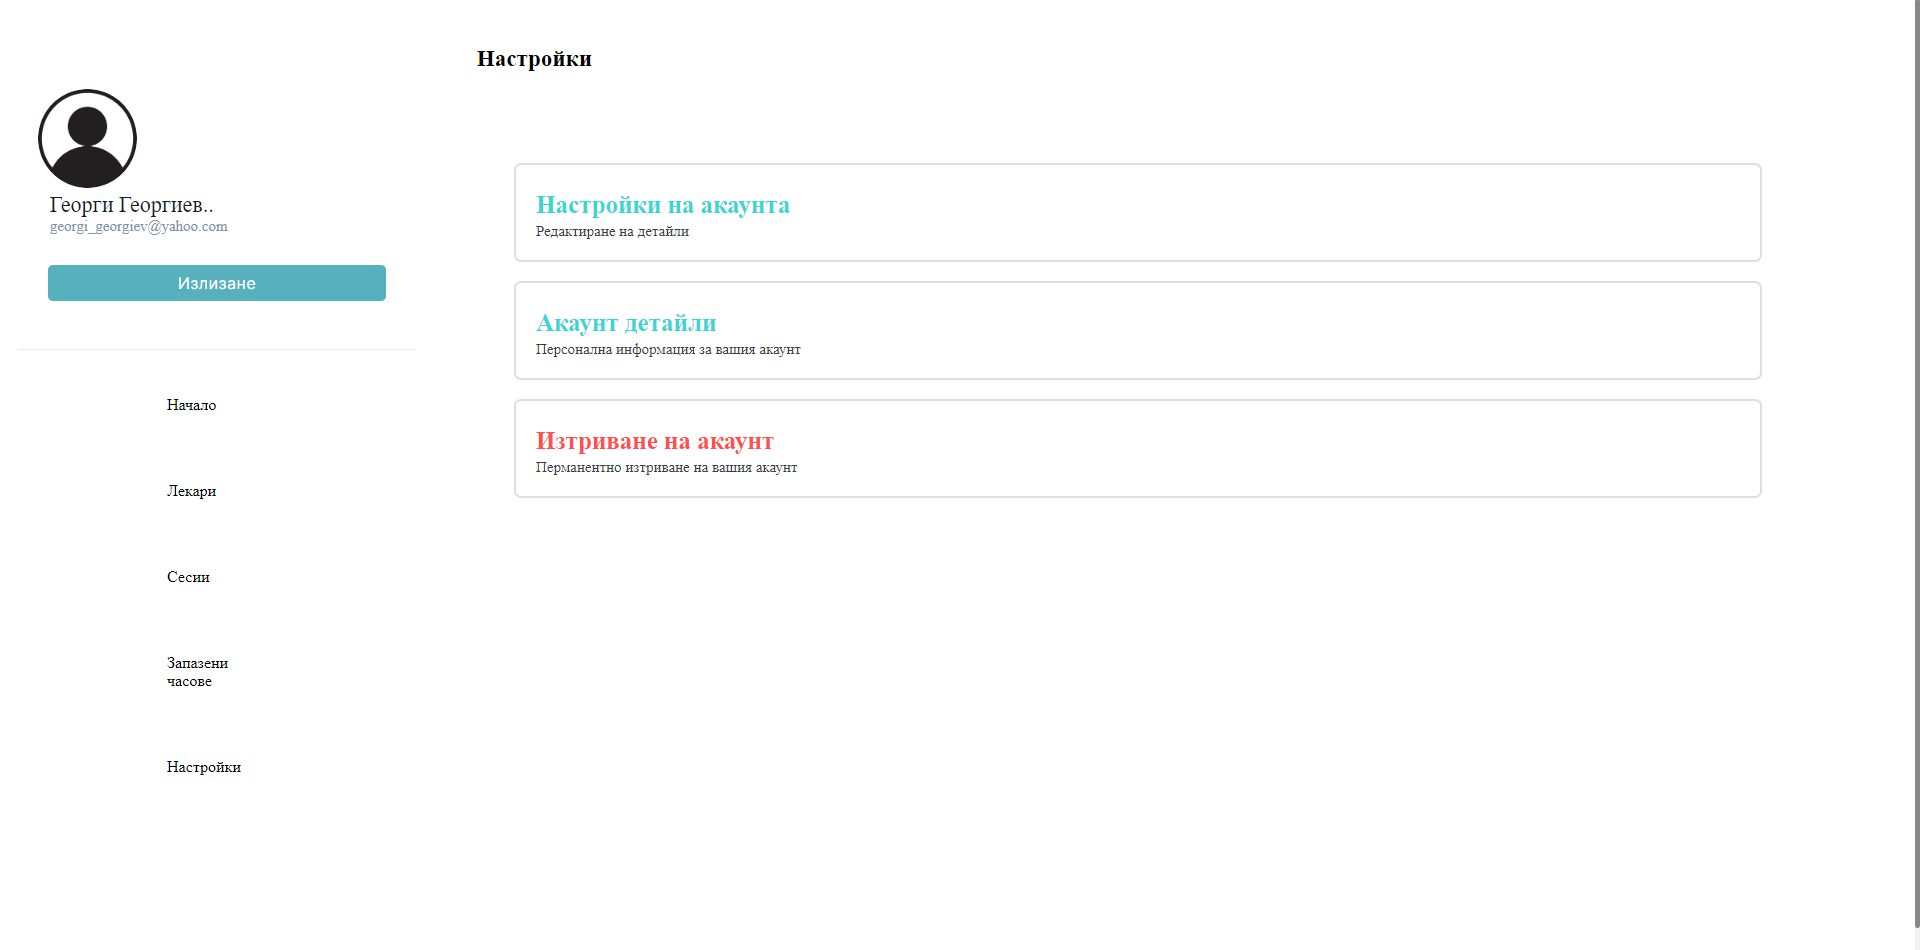 Георги Георгиев..
georgi_georgiev@yahoo.com
Излизане
Начало
Лекари
Сесии
Запазени
часове
Настройки
Настройки
Настройки на акаунта
Редактиране на детайли
Акаунт детайли
Персонална информация за вашия акаунт
Изтриване на акаунт
Перманентно изтриване на вашия акаунт